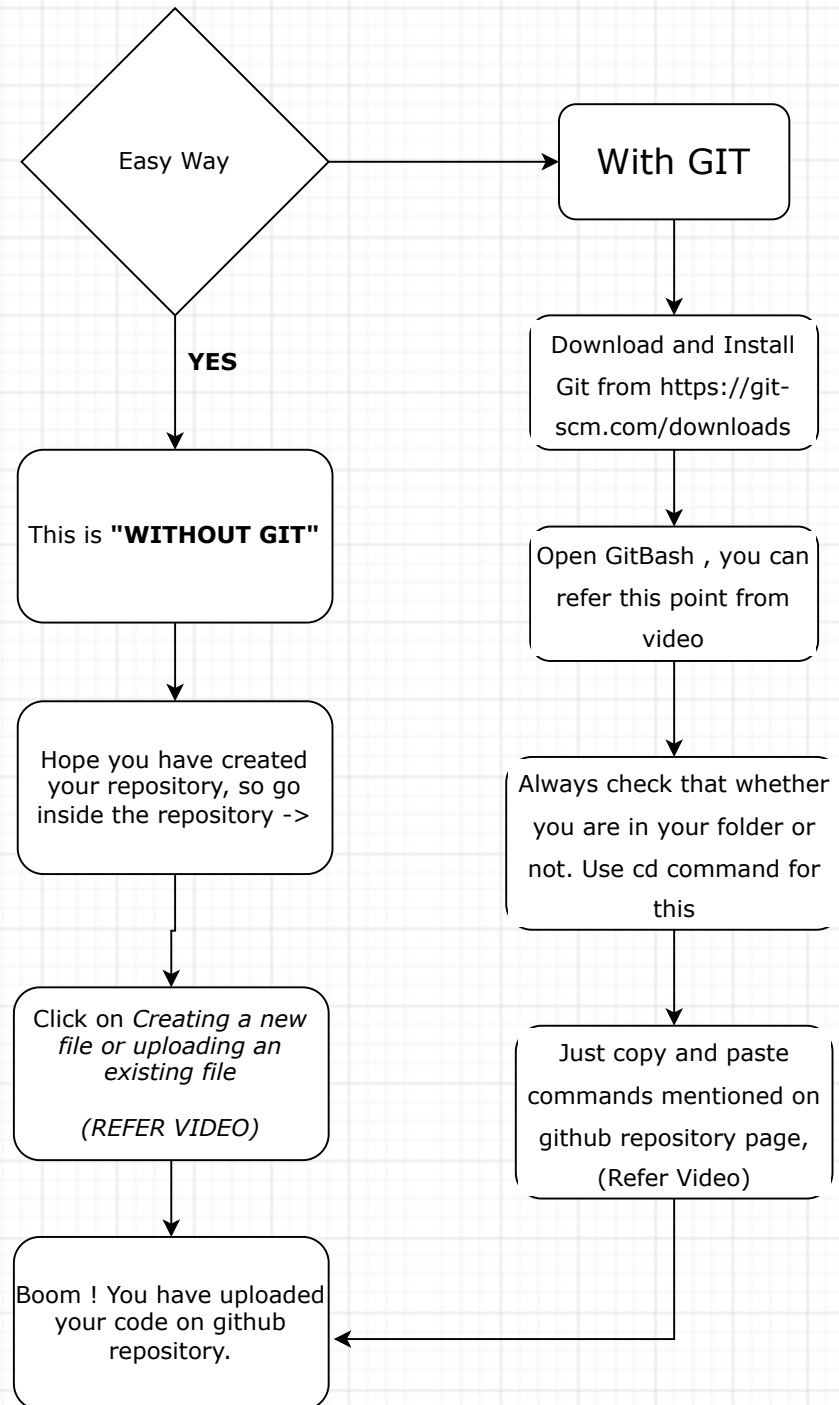 Easy Way
YES
This is "WITHOUT GIT"
Hope you have created
your repository, so go
inside the repository ->
Click on Creating a new
file or uploading an
existing file
(REFER VIDEO)
Boom ! You have uploaded
your code on github
repository.
With GIT
Download and Install
Git from https://git-
scm.com/downloads
Open GitBash , you can
refer this point from
video
Always check that whether
you are in your folder or
not. Use cd command for
this
Just copy and paste
commands mentioned on
github repository page,
(Refer Video)